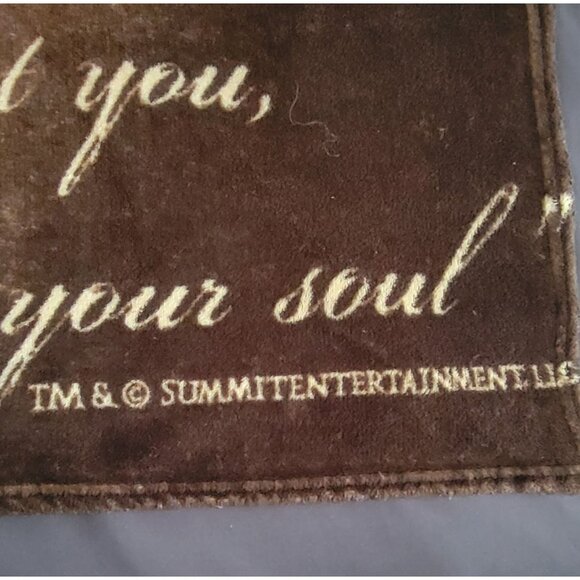 you,
your soul"
TM & © SUMMITENTERTAINMENT, LLC